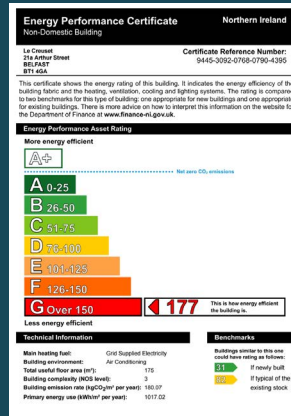 Energy Performance Certificate
Northern Ireland
Non-Domestic Building
Le Creuset
21a Arthur Street
BELFAST
BT1 4GA
Certificate Reference Number:
9445-3092-0768-0790-4395
This certificate shows the energy rating of this building. It indicates the energy efficiency of the
building fabric and the heating, ventilation, cooling and lighting systems. The rating is compared
to two benchmarks for this type of building: one appropriate for new buildings and one appropriate
for existing buildings. There is more advice on how to interpret this information on the website for
the Department of Finance at www.finance-ni.gov.uk.
Energy Performance Asset Rating
More energy efficient
A+
Net zero CO₂ emissions
A 0-25
B 26-50
C 51-75
D 76-100
E 101-125
F 126-150
G Over 150
177
This is how energy efficient
the building is.
Less energy efficient
Technical Information
Main heating fuel: Grid Supplied Electricity
Building environment: Air Conditioning
Total useful floor area (m²): 175
Building complexity (NOS level): 3
Building emission rate (kgCO₂/m² per year): 180.07
Primary energy use (kWh/m² per year): 1017.02
Benchmarks
Buildings similar to this one
could have rating as follows:
31
If newly built
If typical of the
existing stock